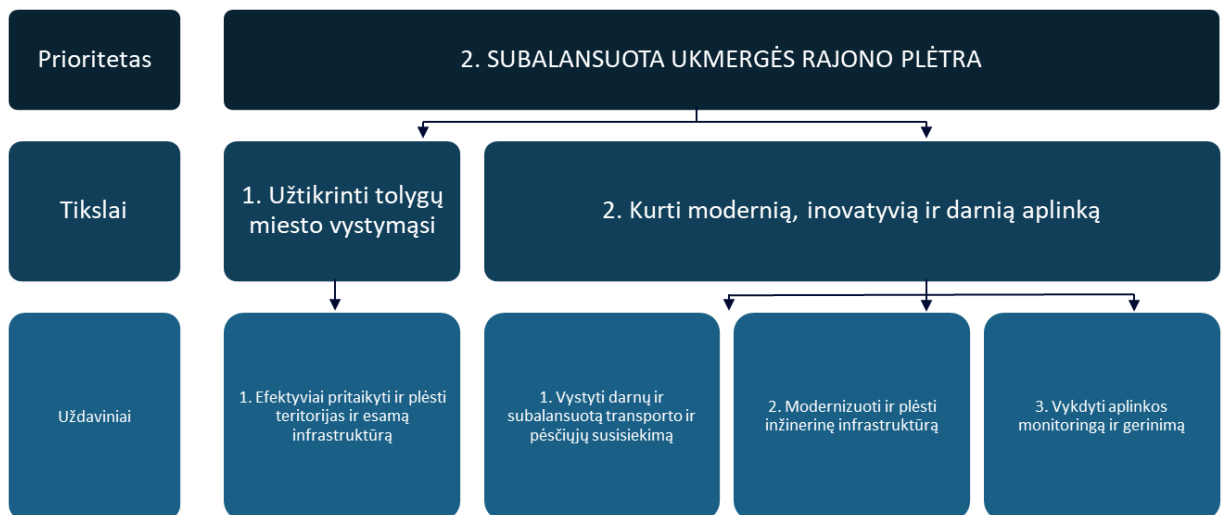 Prioritetas
2. SUBALANSUOTA UKMERGĖS RAJONO PLĖTRA
Tikslai
1. Užtikrinti tolygų
miesto vystymąsi
2. Kurti modernią, inovatyvią ir darnią aplinką
Uždaviniai
1. Efektyviai pritaikyti ir plėsti
teritorijas ir esamą
infrastruktūrą
1. Vystyti darnų ir
subalansuotą transporto ir
pėsčiųjų susisiekimą
2. Modernizuoti ir plėsti
inžinerinę infrastruktūrą
3. Vykdyti aplinkos
monitoringą ir gerinimą